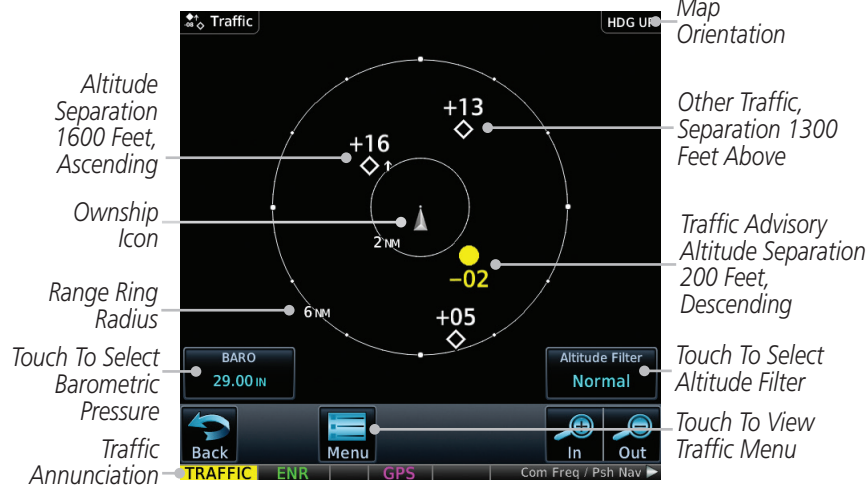 Traffic
HDG UP
Map
Orientation
Altitude
Separation
1600 Feet,
Ascending
+16
+13
Other Traffic,
Separation 1300
Feet Above
Ownship
Icon
2 NM
Traffic Advisory
Altitude Separation
200 Feet,
Descending
−02
Range Ring
Radius
6 NM
+05
Touch To Select
Barometric
Pressure
BARO
29.00 IN
Altitude Filter
Normal
Touch To Select
Altitude Filter
Back
Menu
In
Out
Touch To View
Traffic Menu
Traffic
Annunciation
TRAFFIC
ENR
GPS
Com Freq / Psh Nav